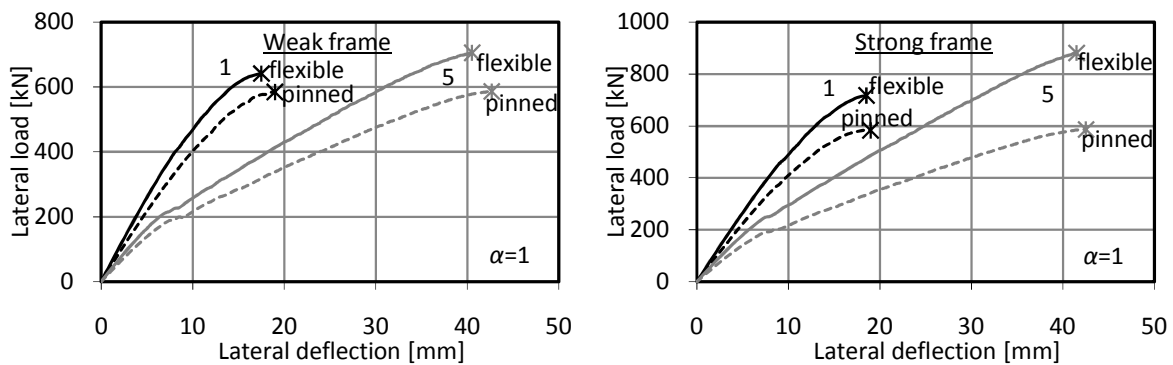 Weak frame
Lateral load [kN]
800
600
400
200
0
1
flexible
pinned
5
flexible
pinned
α=1
0 10 20 30 40 50
Lateral deflection [mm]
Strong frame
Lateral load [kN]
1000
800
600
400
200
0
1
flexible
pinned
5
flexible
pinned
α=1
0 10 20 30 40 50
Lateral deflection [mm]